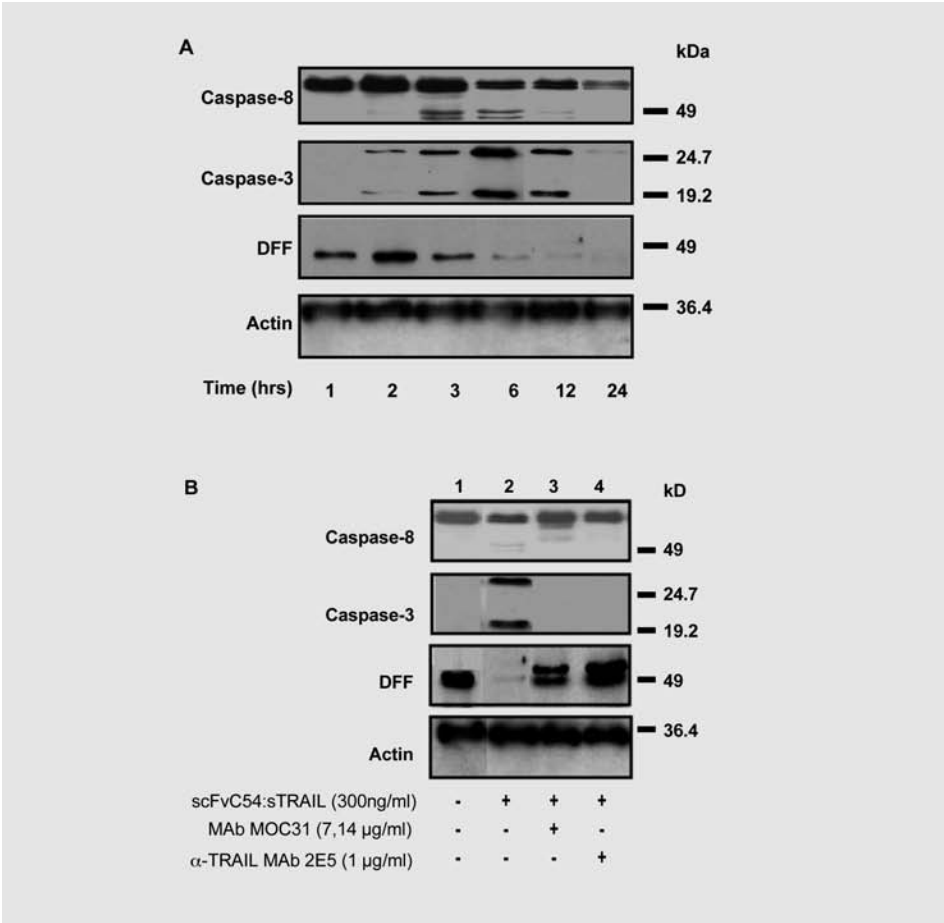 A
kDa
Caspase-8
49
Caspase-3
24.7
19.2
DFF
49
Actin
36.4
Time (hrs) 1 2 3 6 12 24
B
1 2 3 4 kD
Caspase-8
49
Caspase-3
24.7
19.2
DFF
49
Actin
36.4
scFvC54:sTRAIL (300ng/ml) - + + +
MAb MOC31 (7,14 µg/ml) - - + -
α-TRAIL MAb 2E5 (1 µg/ml) - - - +